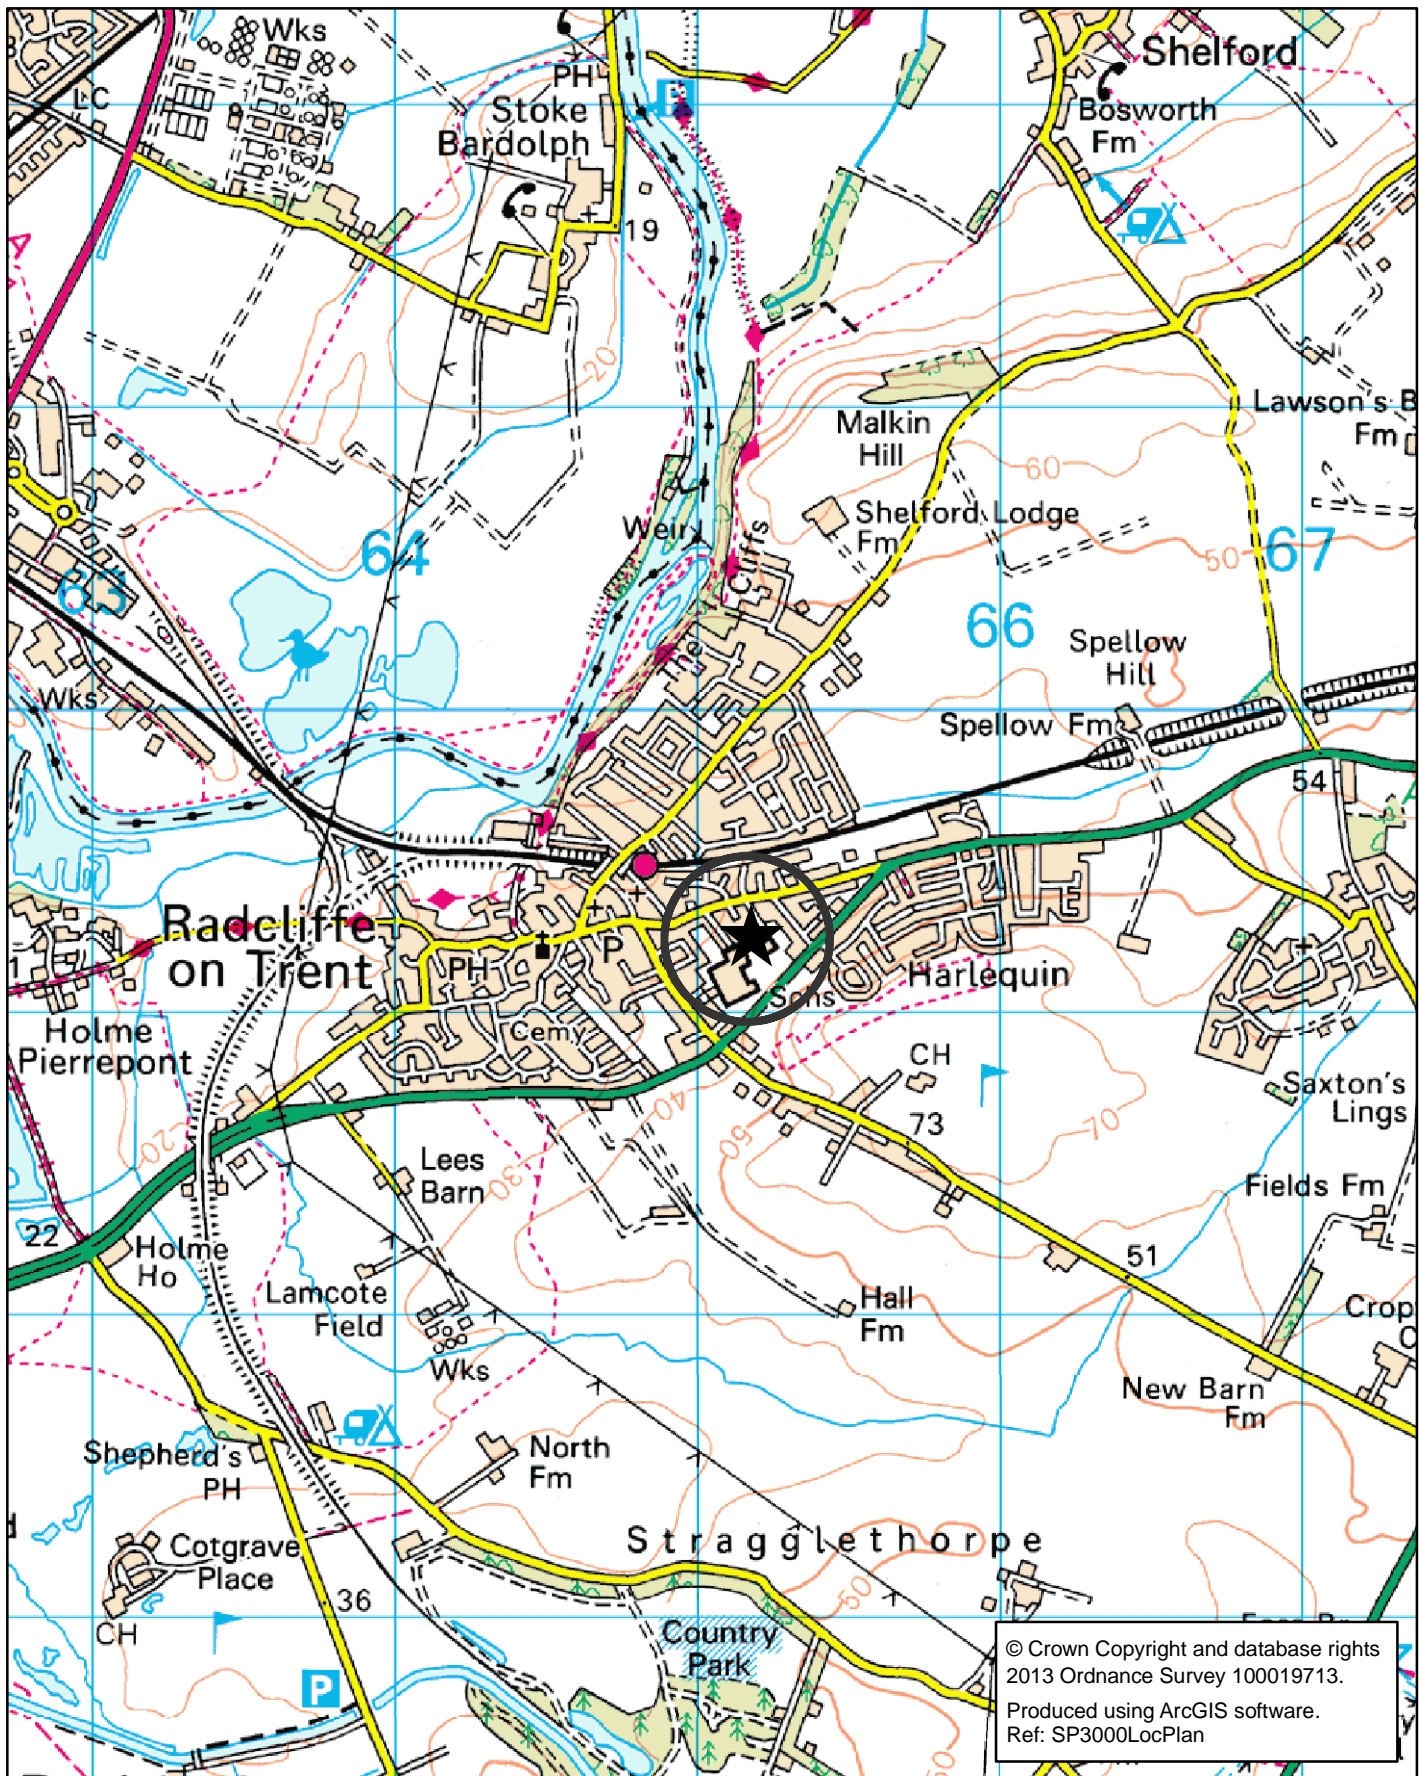 Wks
PH
Shelford
LC
Stoke
Bardolph
Bosworth
Fm
19
20
Malkin
Hill
Lawson's B
Fm
60
Shelford Lodge
Fm
Weir
50
64
67
63
The Cliffs
66
Spellow
Hill
Wks
Spellow Fm
54
Radcliffe
on Trent
P
PH
Schs
Harlequin
Holme
Pierrepont
Cemy
CH
Saxton's
Lings
40
73
70
20
50
Lees
Barn
30
Fields Fm
22
Holme
Ho
51
Lamcote
Field
Hall
Fm
Crop
C
Wks
New Barn
Fm
Shepherd's
PH
North
Fm
Stragglethorpe
Cotgrave
Place
36
50
CH
Country
Park
P
© Crown Copyright and database rights
2013 Ordnance Survey 100019713.
Produced using ArcGIS software.
Ref: SP3000LocPlan